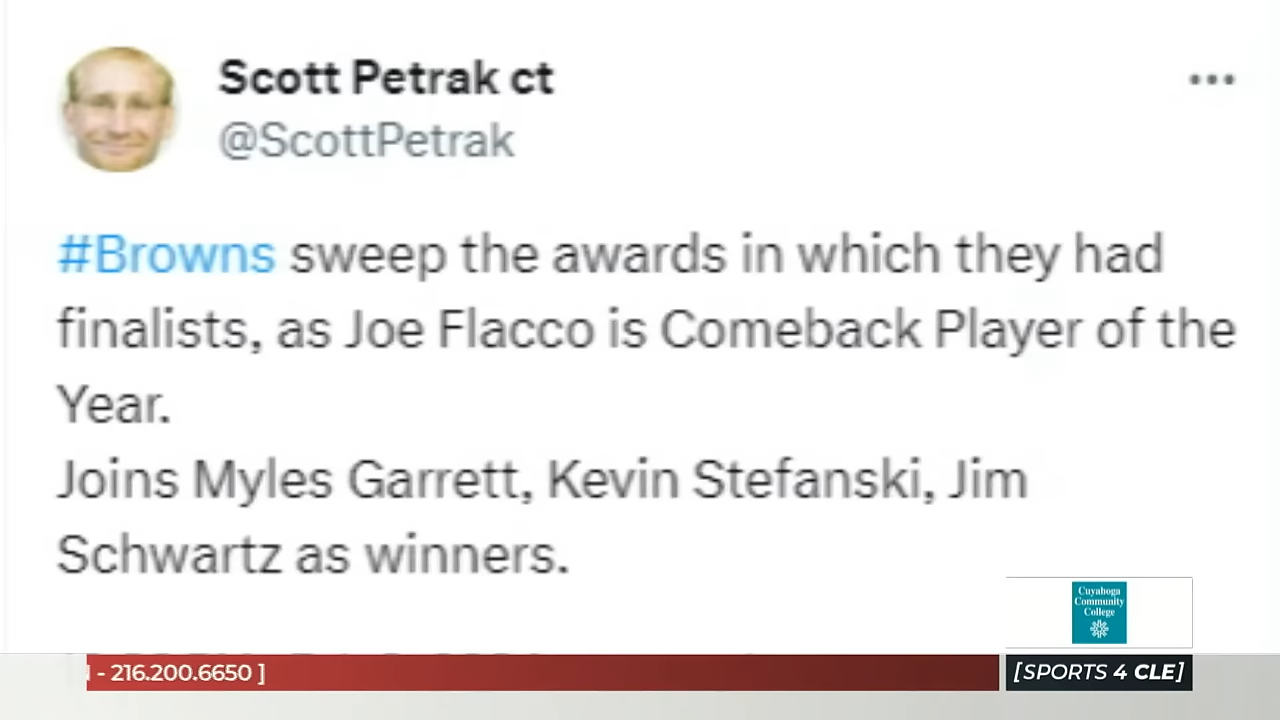 Scott Petrak ct
@ScottPetrak
#Browns sweep the awards in which they had
finalists, as Joe Flacco is Comeback Player of the
Year.
Joins Myles Garrett, Kevin Stefanski, Jim
Schwartz as winners.
Cuyahoga
Community
College
- 216.200.6650 ]
[SPORTS 4 CLE]